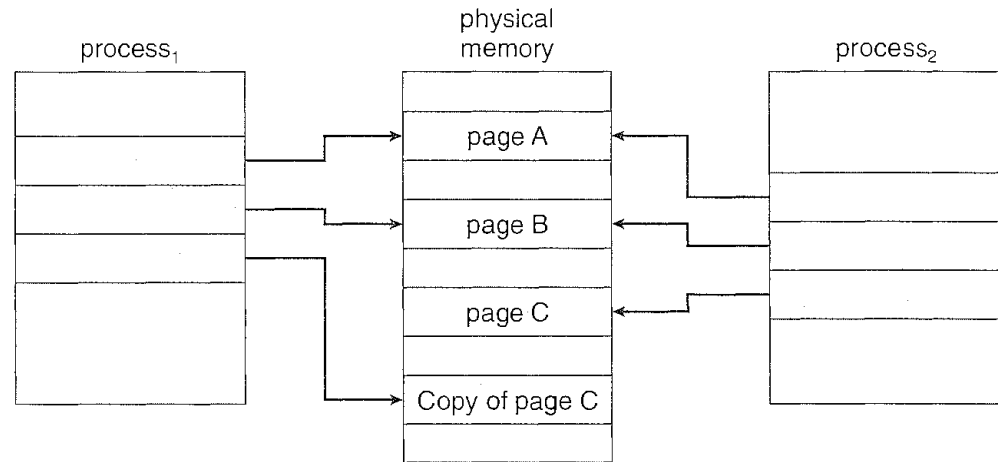 process₁
physical
memory
process₂
page A
page B
page C
Copy of page C